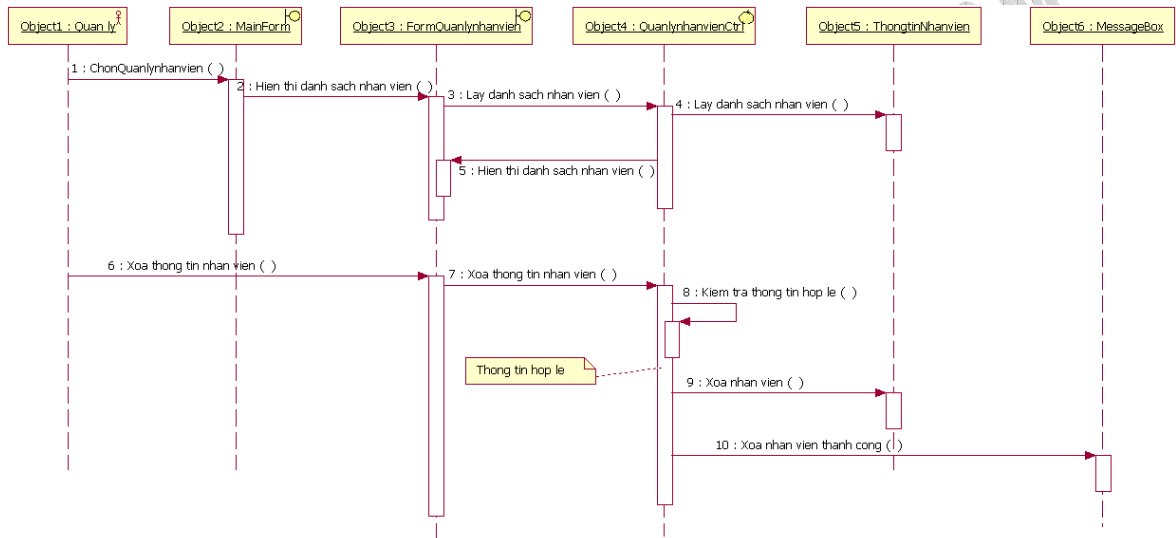 Object1 : Quan ly
Object2 : MainForm
Object3 : FormQuanlynhanvien
Object4 : QuanlynhanvienCtrl
Object5 : ThongtinNhanvien
Object6 : MessageBox
1 : ChonQuanlynhanvien ( )
2 : Hien thi danh sach nhan vien ( )
3 : Lay danh sach nhan vien ( )
4 : Lay danh sach nhan vien ( )
5 : Hien thi danh sach nhan vien ( )
6 : Xoa thong tin nhan vien ( )
7 : Xoa thong tin nhan vien ( )
8 : Kiem tra thong tin hop le ( )
Thong tin hop le
9 : Xoa nhan vien ( )
10 : Xoa nhan vien thanh cong ( )